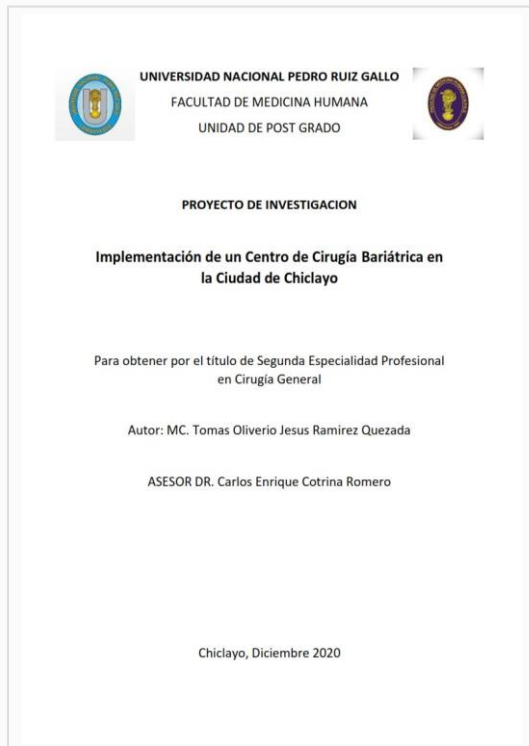 UNIVERSIDAD NACIONAL PEDRO RUIZ GALLO
FACULTAD DE MEDICINA HUMANA
UNIDAD DE POST GRADO
PROYECTO DE INVESTIGACION
Implementación de un Centro de Cirugía Bariátrica en
la Ciudad de Chiclayo
Para obtener por el título de Segunda Especialidad Profesional
en Cirugía General
Autor: MC. Tomas Oliverio Jesus Ramirez Quezada
ASESOR DR. Carlos Enrique Cotrina Romero
Chiclayo, Diciembre 2020